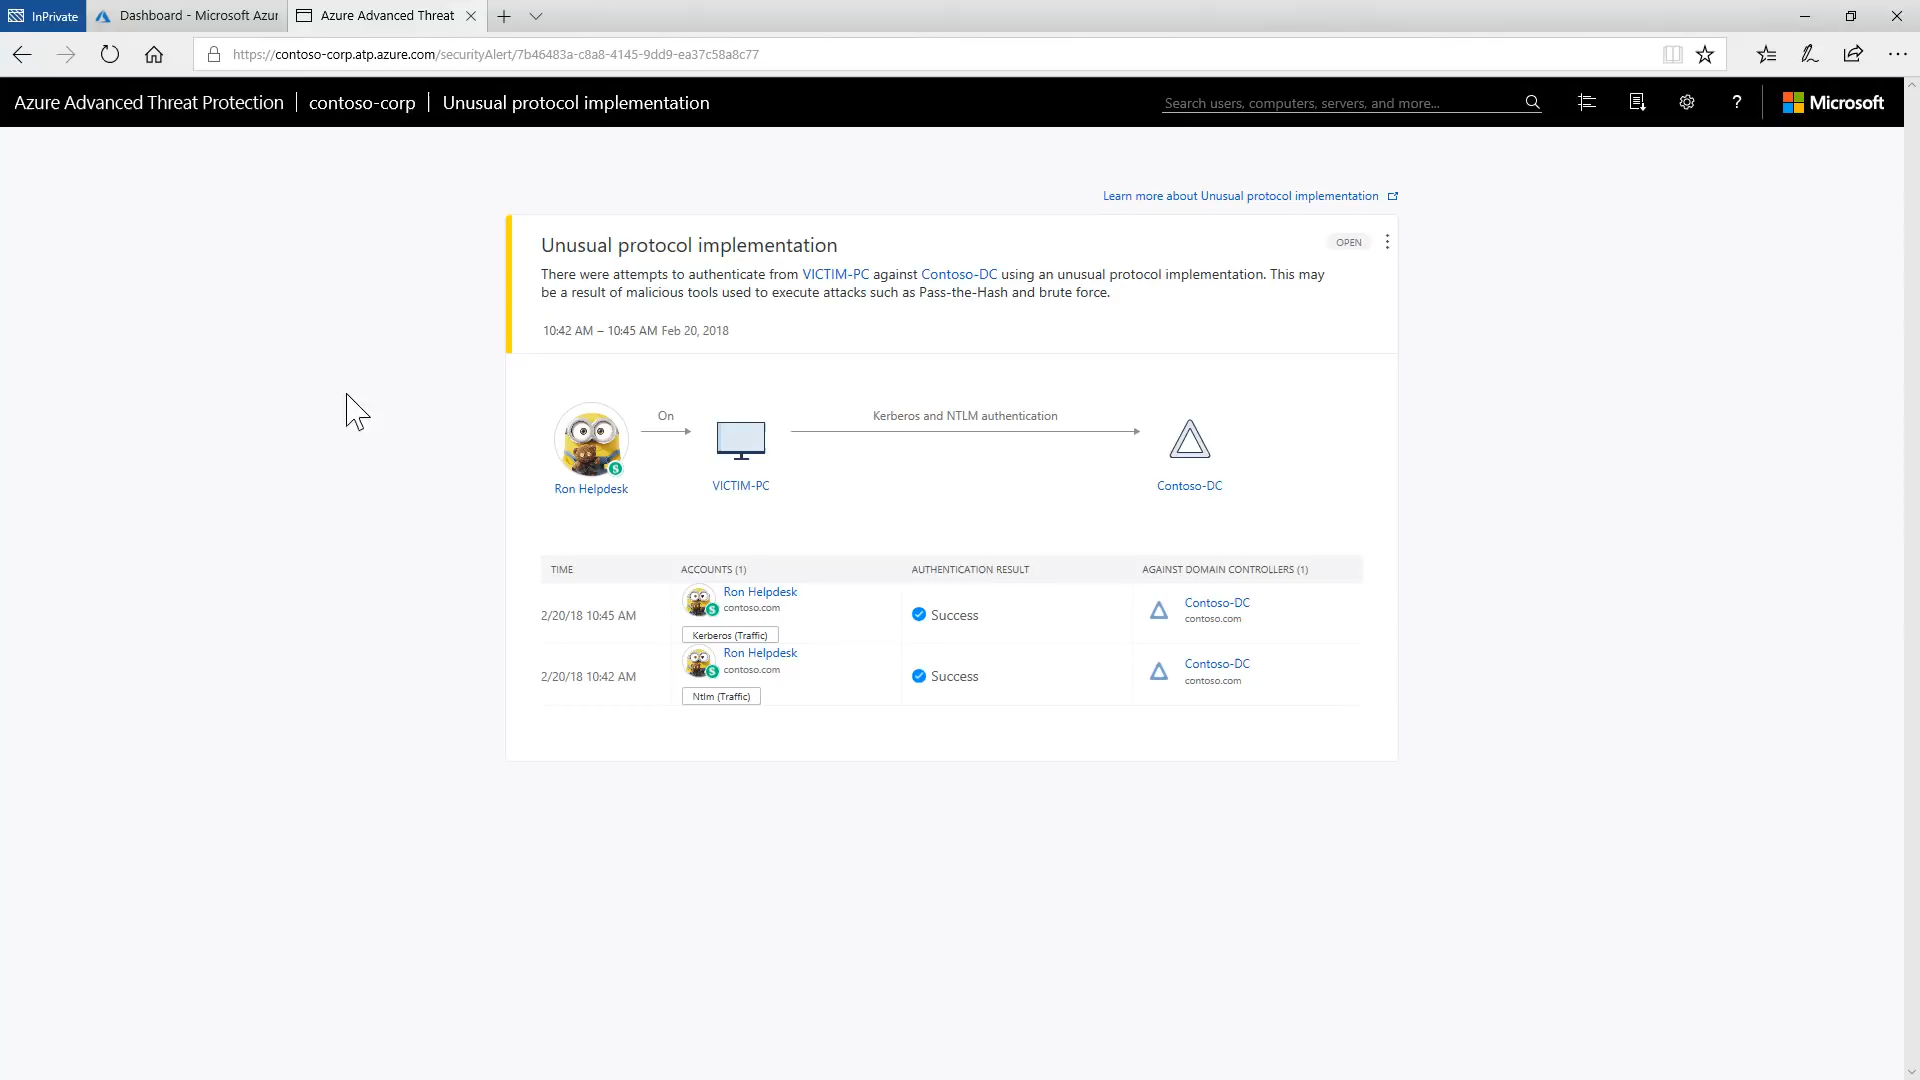 InPrivate
Dashboard - Microsoft Azur
Azure Advanced Threat
https://contoso-corp.atp.azure.com/securityAlert/7b46483a-c8a8-4145-9dd9-ea37c58a8c77
Azure Advanced Threat Protection | contoso-corp | Unusual protocol implementation
Search users, computers, servers, and more...
?
Microsoft
Learn more about Unusual protocol implementation
Unusual protocol implementation
OPEN
There were attempts to authenticate from VICTIM-PC against Contoso-DC using an unusual protocol implementation. This may
be a result of malicious tools used to execute attacks such as Pass-the-Hash and brute force.
10:42 AM – 10:45 AM Feb 20, 2018
On
Kerberos and NTLM authentication
Ron Helpdesk
VICTIM-PC
Contoso-DC
TIME
ACCOUNTS (1)
AUTHENTICATION RESULT
AGAINST DOMAIN CONTROLLERS (1)
2/20/18 10:45 AM
Ron Helpdesk
contoso.com
Kerberos (Traffic)
Success
Contoso-DC
contoso.com
2/20/18 10:42 AM
Ron Helpdesk
contoso.com
Ntlm (Traffic)
Success
Contoso-DC
contoso.com